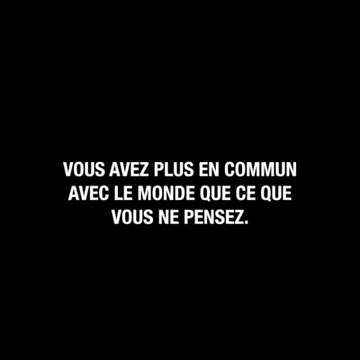 VOUS AVEZ PLUS EN COMMUN
AVEC LE MONDE QUE CE QUE
VOUS NE PENSEZ.